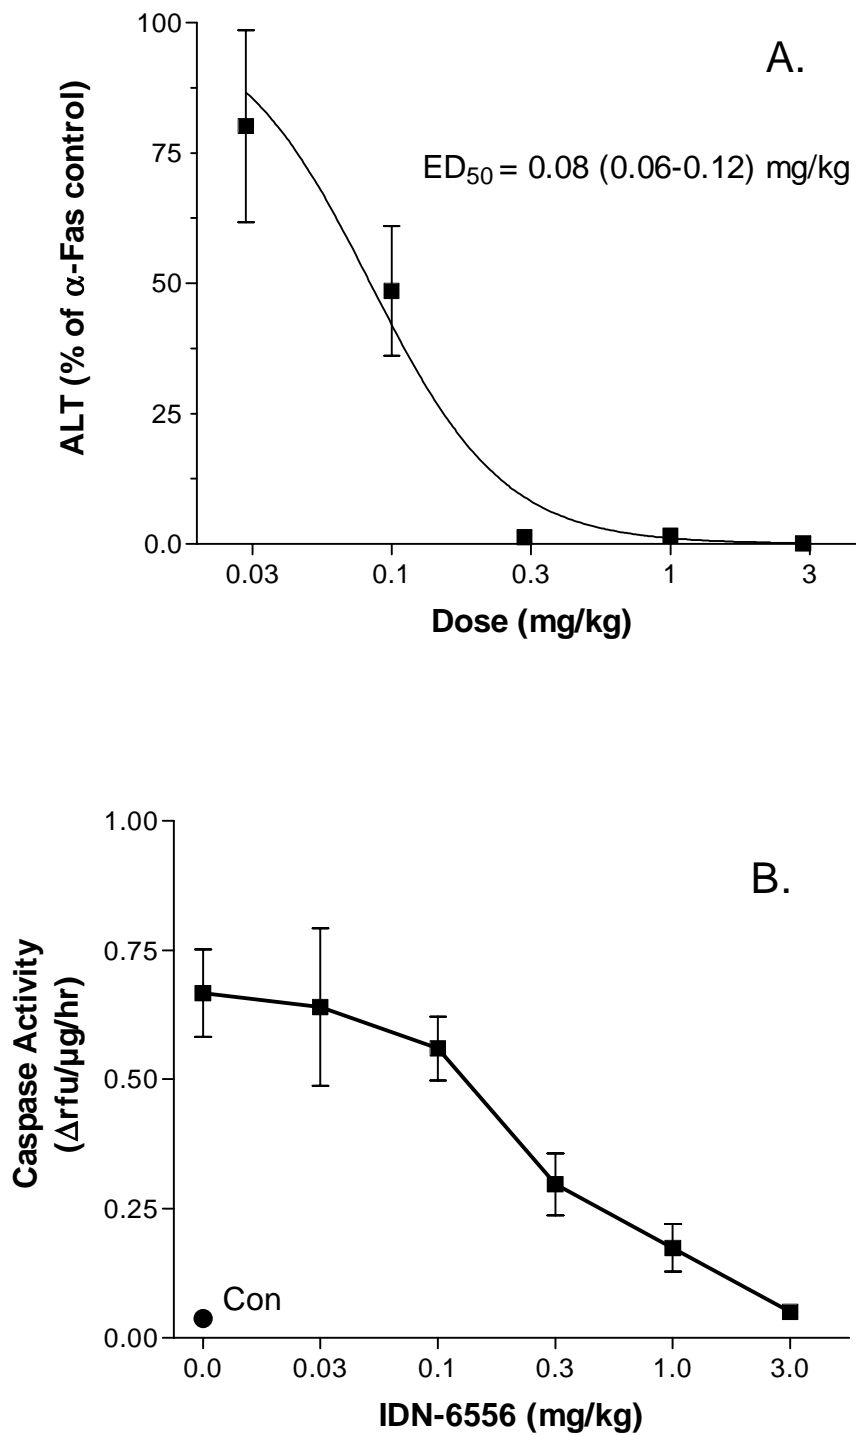 A.
ED50 = 0.08 (0.06-0.12) mg/kg
ALT (% of α-Fas control)
100
75
50
25
0.0
0.03 0.1 0.3 1 3
Dose (mg/kg)
B.
Caspase Activity
(Δrfu/μg/hr)
1.00
0.75
0.50
0.25
0.00
Con
0.0 0.03 0.1 0.3 1.0 3.0
IDN-6556 (mg/kg)